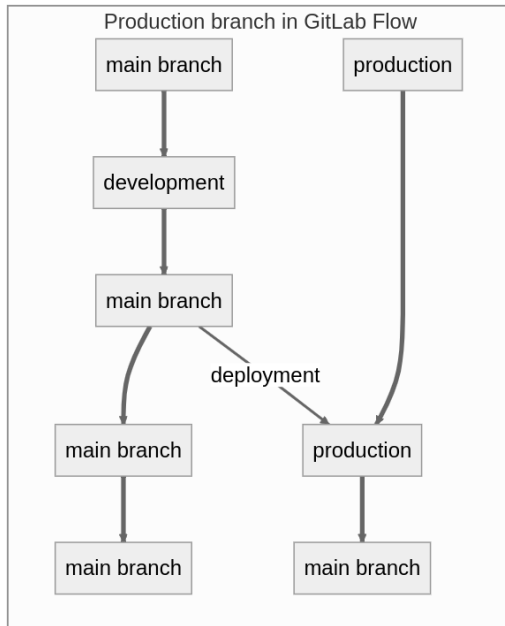 Production branch in GitLab Flow
main branch
production
development
main branch
deployment
main branch
production
main branch
main branch